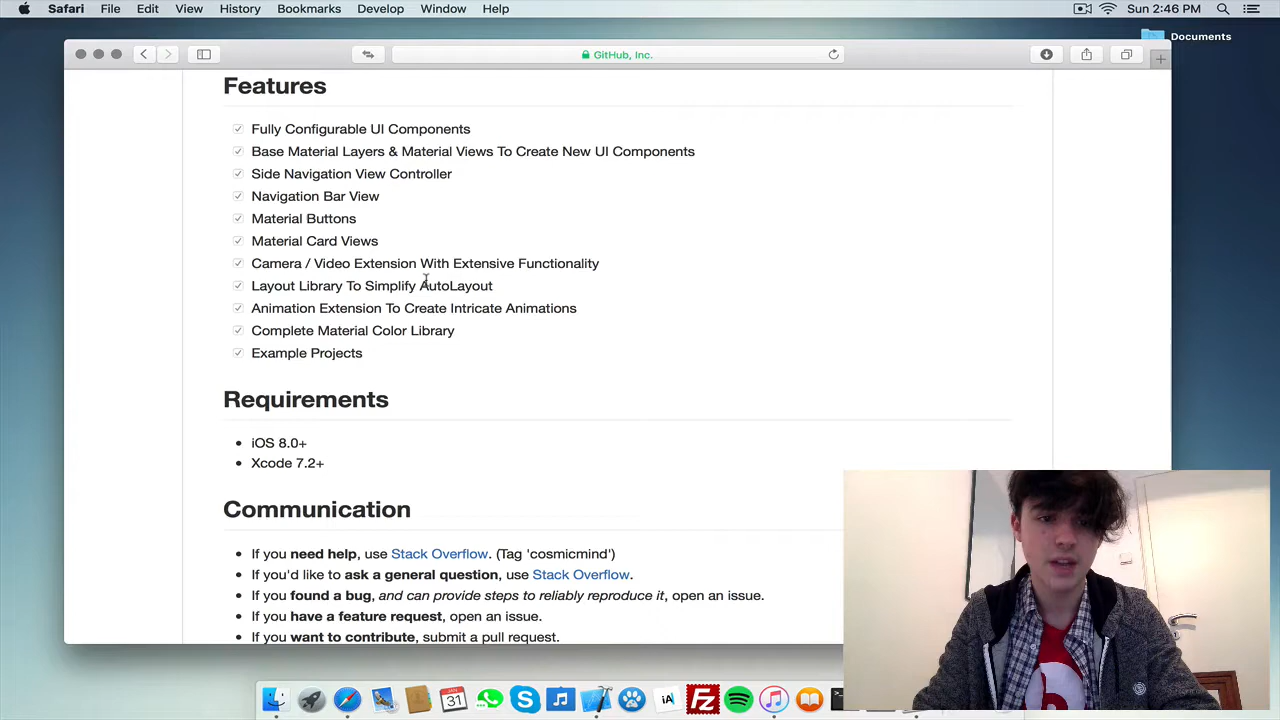 Safari File Edit View History Bookmarks Develop Window Help Sun 2:46 PM
Documents
GitHub, Inc.
Features
Fully Configurable UI Components
Base Material Layers & Material Views To Create New UI Components
Side Navigation View Controller
Navigation Bar View
Material Buttons
Material Card Views
Camera / Video Extension With Extensive Functionality
Layout Library To Simplify AutoLayout
Animation Extension To Create Intricate Animations
Complete Material Color Library
Example Projects
Requirements
• iOS 8.0+
• Xcode 7.2+
Communication
• If you need help, use Stack Overflow. (Tag 'cosmicmind')
• If you'd like to ask a general question, use Stack Overflow.
• If you found a bug, and can provide steps to reliably reproduce it, open an issue.
• If you have a feature request, open an issue.
• If you want to contribute, submit a pull request.
JAN
31
iA
FZ